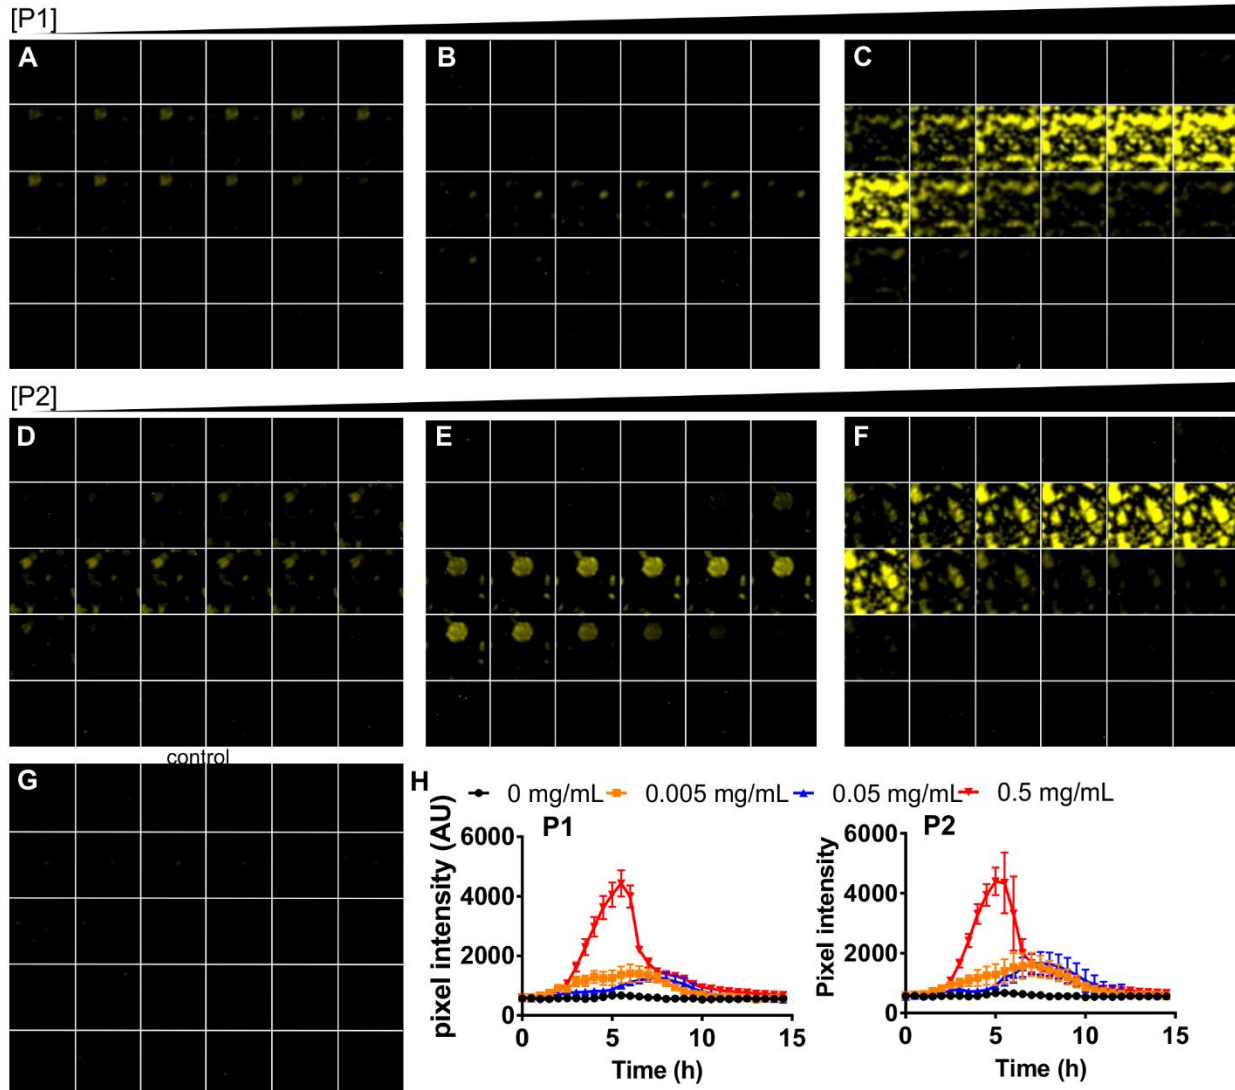 [P1]
A B C
[P2]
D E F
control
G H
0 mg/mL 0.005 mg/mL 0.05 mg/mL 0.5 mg/mL
P1 P2
pixel intensity (AU)
6000
4000
2000
0
0 5 10 15
Time (h)
Pixel intensity
6000
4000
2000
0
0 5 10 15
Time (h)